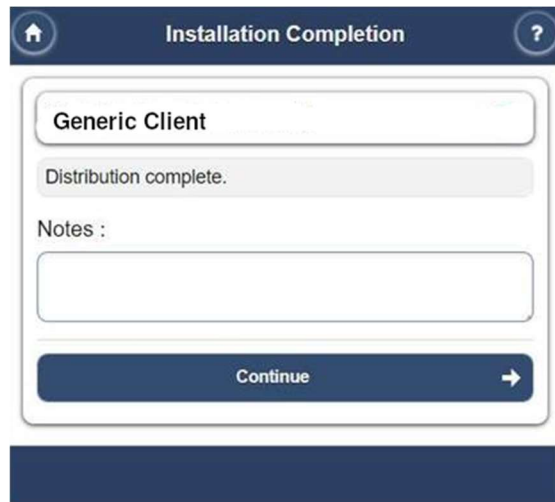 Installation Completion
?
Generic Client
Distribution complete.
Notes :
Continue